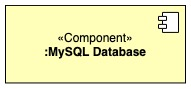 «Component»
:MySQL Database